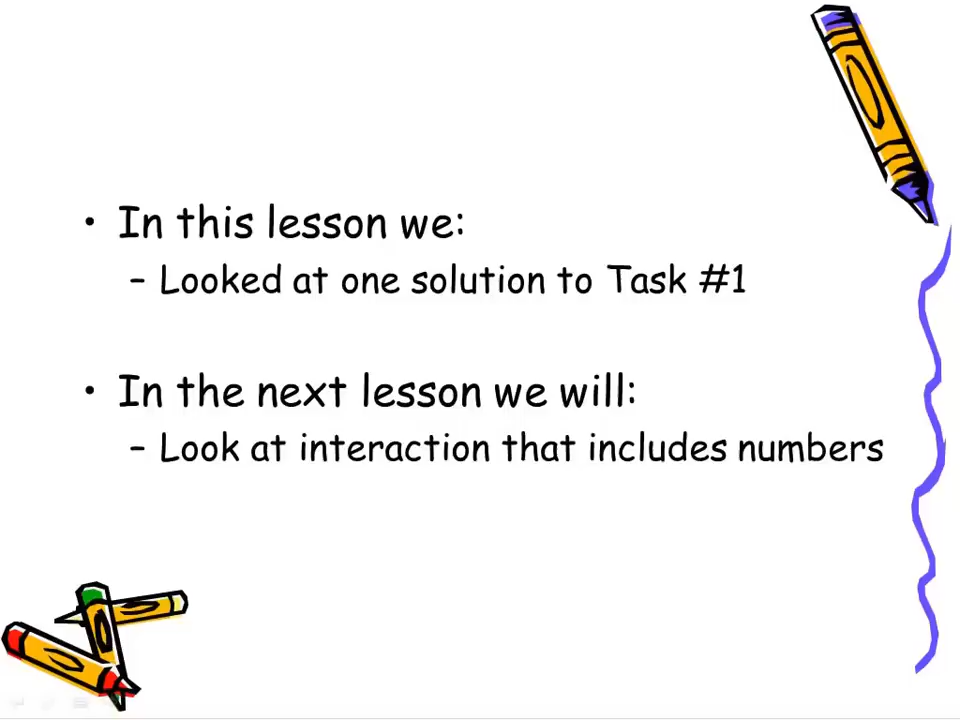 • In this lesson we:
– Looked at one solution to Task #1
• In the next lesson we will:
– Look at interaction that includes numbers